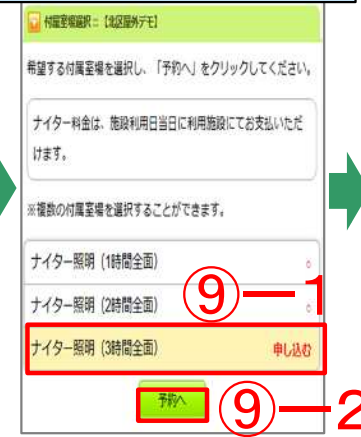 付属室場選択::【北区屋外デモ】
希望する付属室場を選択し、「予約へ」をクリックしてください。
ナイター料金は、施設利用日当日に利用施設にてお支払いただ
けます。
※複数の付属室場を選択することができます。
ナイター照明（1時間全面） ○
ナイター照明（2時間全面） ○
⑨ー1
ナイター照明（3時間全面） 申し込む
予約へ
⑨ー2